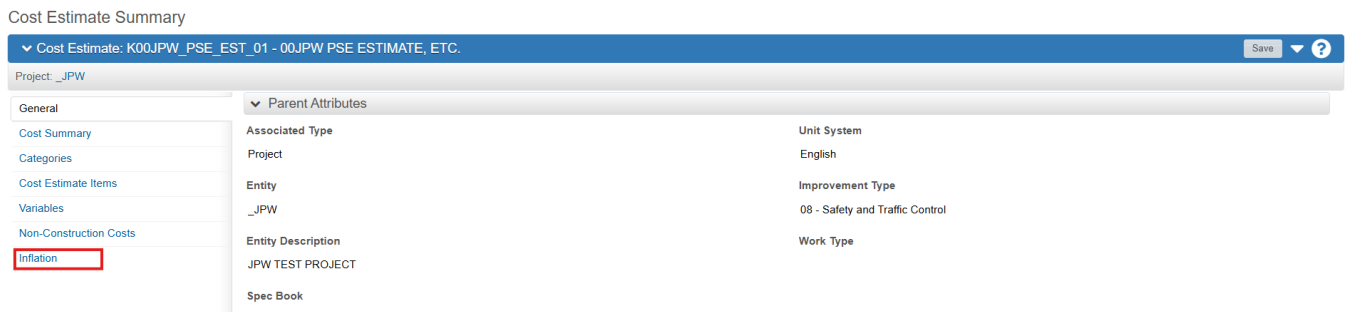 Cost Estimate Summary
Cost Estimate: K00JPW_PSE_EST_01 - 00JPW PSE ESTIMATE, ETC.
Save
?
Project: _JPW
General
Cost Summary
Categories
Cost Estimate Items
Variables
Non-Construction Costs
Inflation
Parent Attributes
Associated Type
Project
Entity
_JPW
Entity Description
JPW TEST PROJECT
Spec Book
Unit System
English
Improvement Type
08 - Safety and Traffic Control
Work Type